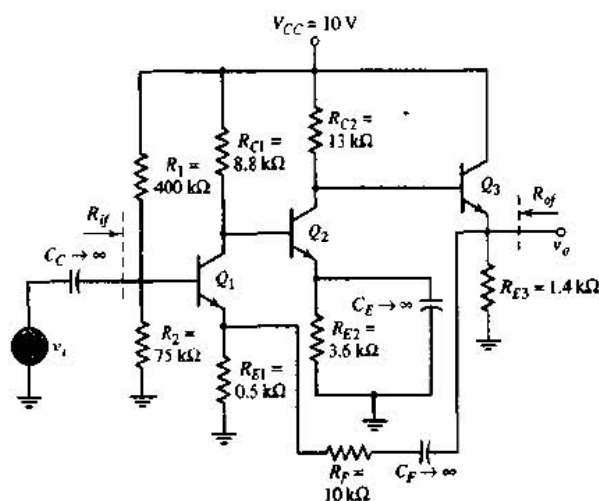 V_CC = 10 V
R_C2 =
13 kΩ
R_C1 =
8.8 kΩ
R_1 =
400 kΩ
Q_3
R_of
R_if
Q_2
v_o
C_C → ∞
Q_1
C_E → ∞
R_E3 = 1.4 kΩ
R_2 =
75 kΩ
R_E2 =
3.6 kΩ
v_i
R_E1 =
0.5 kΩ
R_F =
10 kΩ
C_F → ∞